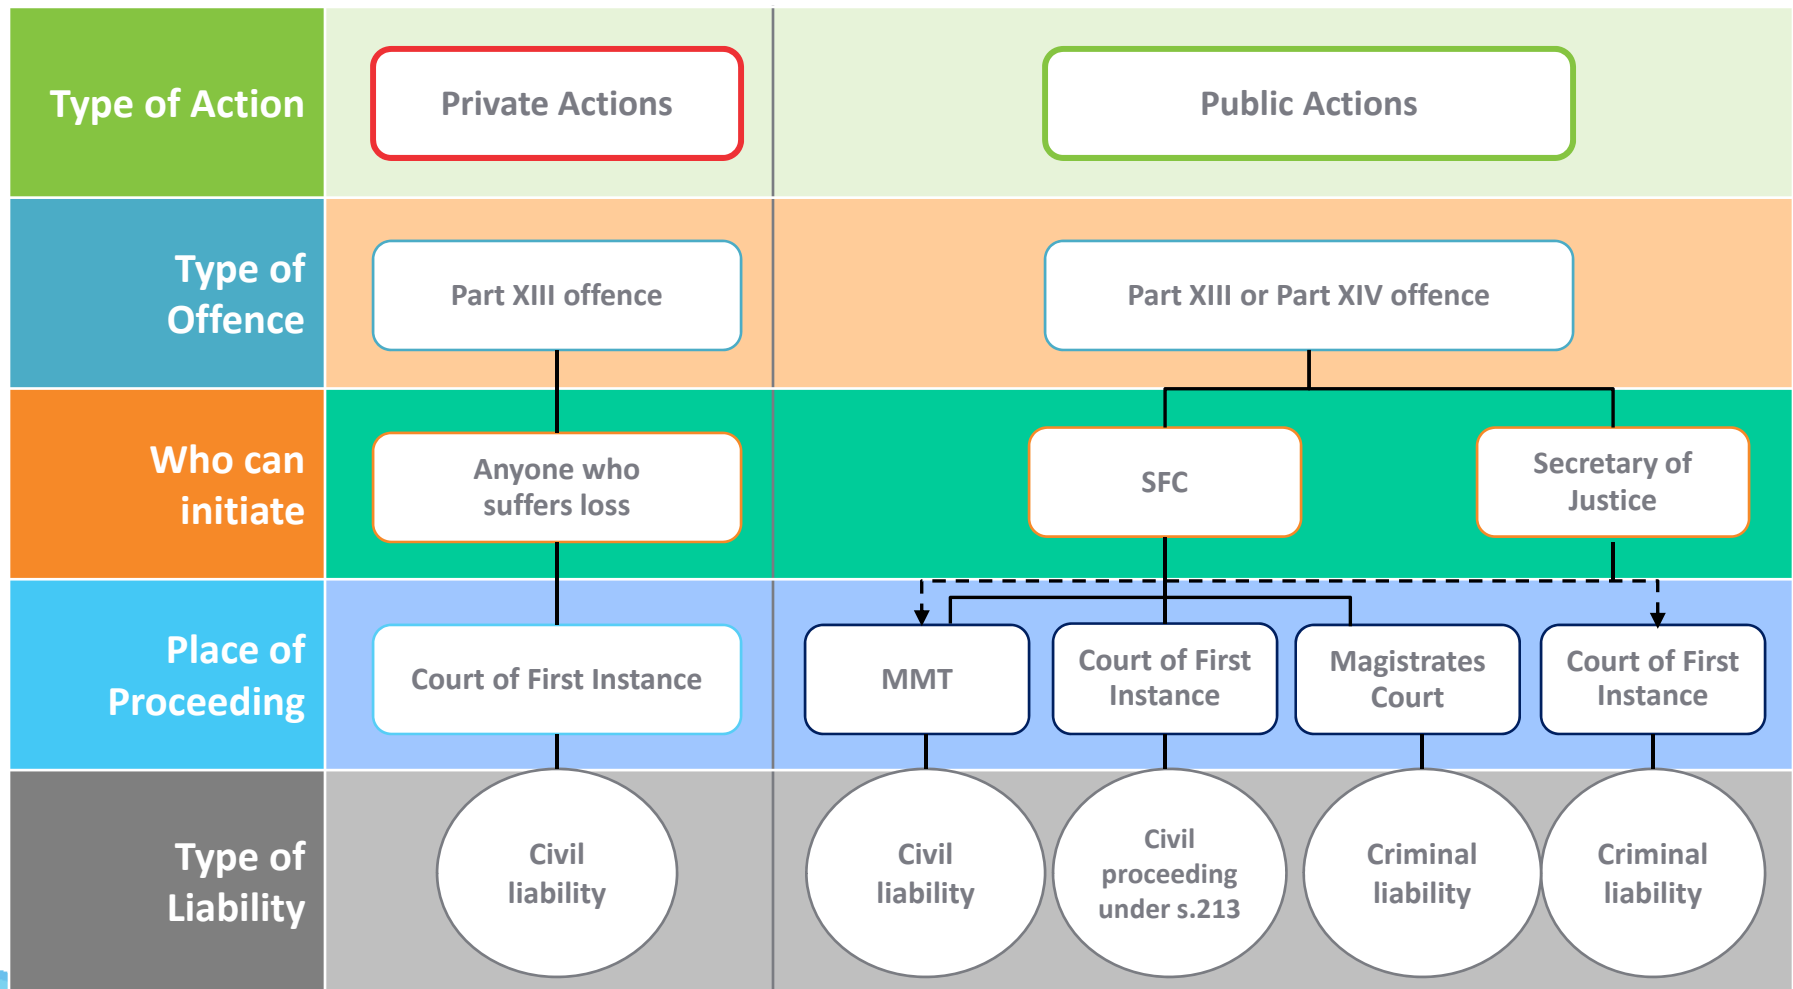 Type of Action
Private Actions
Public Actions
Type of
Offence
Part XIII offence
Part XIII or Part XIV offence
Who can
initiate
Anyone who
suffers loss
SFC
Secretary of
Justice
Place of
Proceeding
Court of First Instance
MMT
Court of First
Instance
Magistrates
Court
Court of First
Instance
Type of
Liability
Civil
liability
Civil
liability
Civil
proceeding
under s.213
Criminal
liability
Criminal
liability